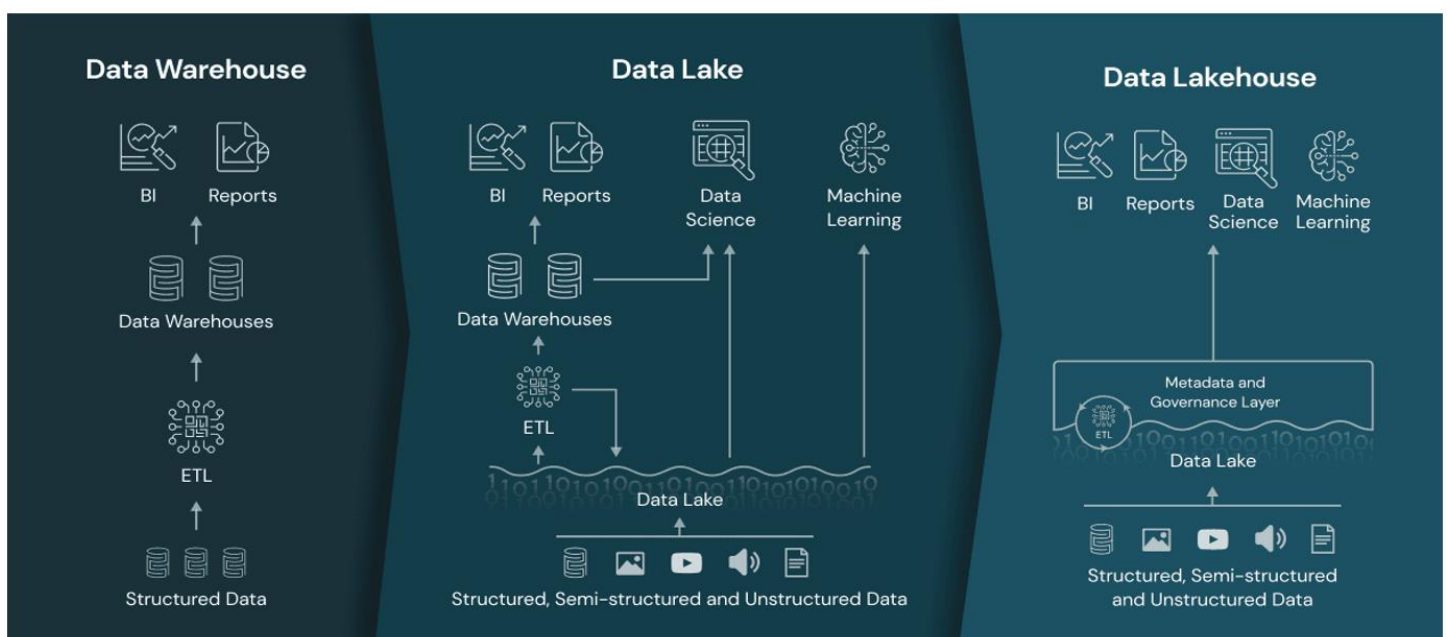 Data Warehouse
BI
Reports
Data Warehouses
ETL
Structured Data
Data Lake
BI
Reports
Data
Science
Machine
Learning
Data Warehouses
ETL
Data Lake
Structured, Semi-structured and Unstructured Data
Data Lakehouse
BI
Reports
Data
Science
Machine
Learning
Metadata and
Governance Layer
ETL
Data Lake
Structured, Semi-structured
and Unstructured Data